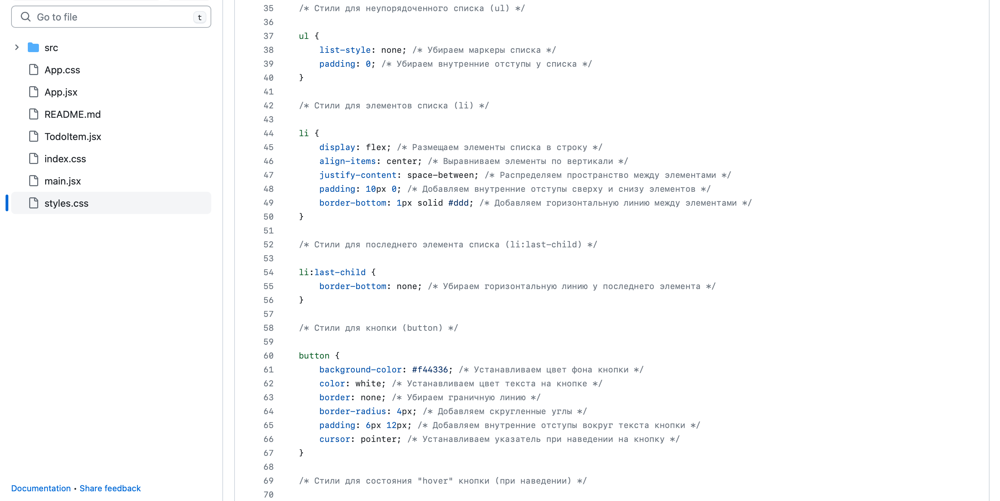 Go to file
t
src
App.css
App.jsx
README.md
TodoItem.jsx
index.css
main.jsx
styles.css
Documentation • Share feedback
35 /* Стили для неупорядоченного списка (ul) */
36
37 ul {
38 list-style: none; /* Убираем маркеры списка */
39 padding: 0; /* Убираем внутренние отступы у списка */
40 }
41
42 /* Стили для элементов списка (li) */
43
44 li {
45 display: flex; /* Размещаем элементы списка в строку */
46 align-items: center; /* Выравниваем элементы по вертикали */
47 justify-content: space-between; /* Распределяем пространство между элементами */
48 padding: 10px 0; /* Добавляем внутренние отступы сверху и снизу элементов */
49 border-bottom: 1px solid #ddd; /* Добавляем горизонтальную линию между элементами */
50 }
51
52 /* Стили для последнего элемента списка (li:last-child) */
53
54 li:last-child {
55 border-bottom: none; /* Убираем горизонтальную линию у последнего элемента */
56 }
57
58 /* Стили для кнопки (button) */
59
60 button {
61 background-color: #f44336; /* Устанавливаем цвет фона кнопки */
62 color: white; /* Устанавливаем цвет текста на кнопке */
63 border: none; /* Убираем граничную линию */
64 border-radius: 4px; /* Добавляем скругленные углы */
65 padding: 6px 12px; /* Добавляем внутренние отступы вокруг текста кнопки */
66 cursor: pointer; /* Устанавливаем указатель при наведении на кнопку */
67 }
68
69 /* Стили для состояния "hover" кнопки (при наведении) */
70